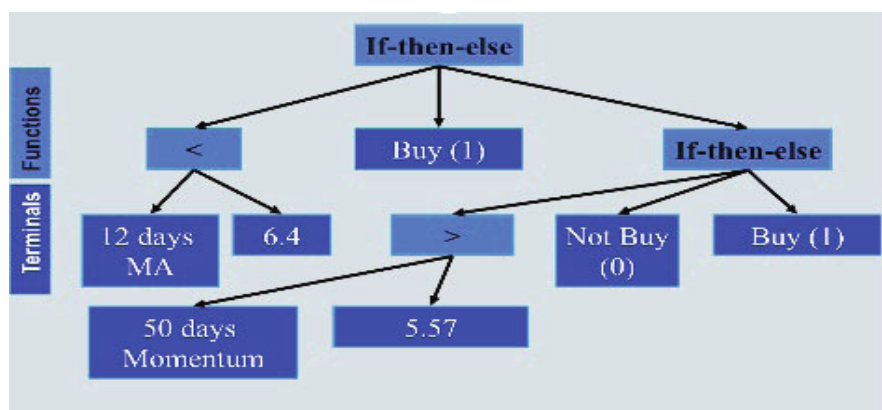 If-then-else
Functions
<
Buy (1)
If-then-else
Terminals
12 days
MA
6.4
>
Not Buy
(0)
Buy (1)
50 days
Momentum
5.57